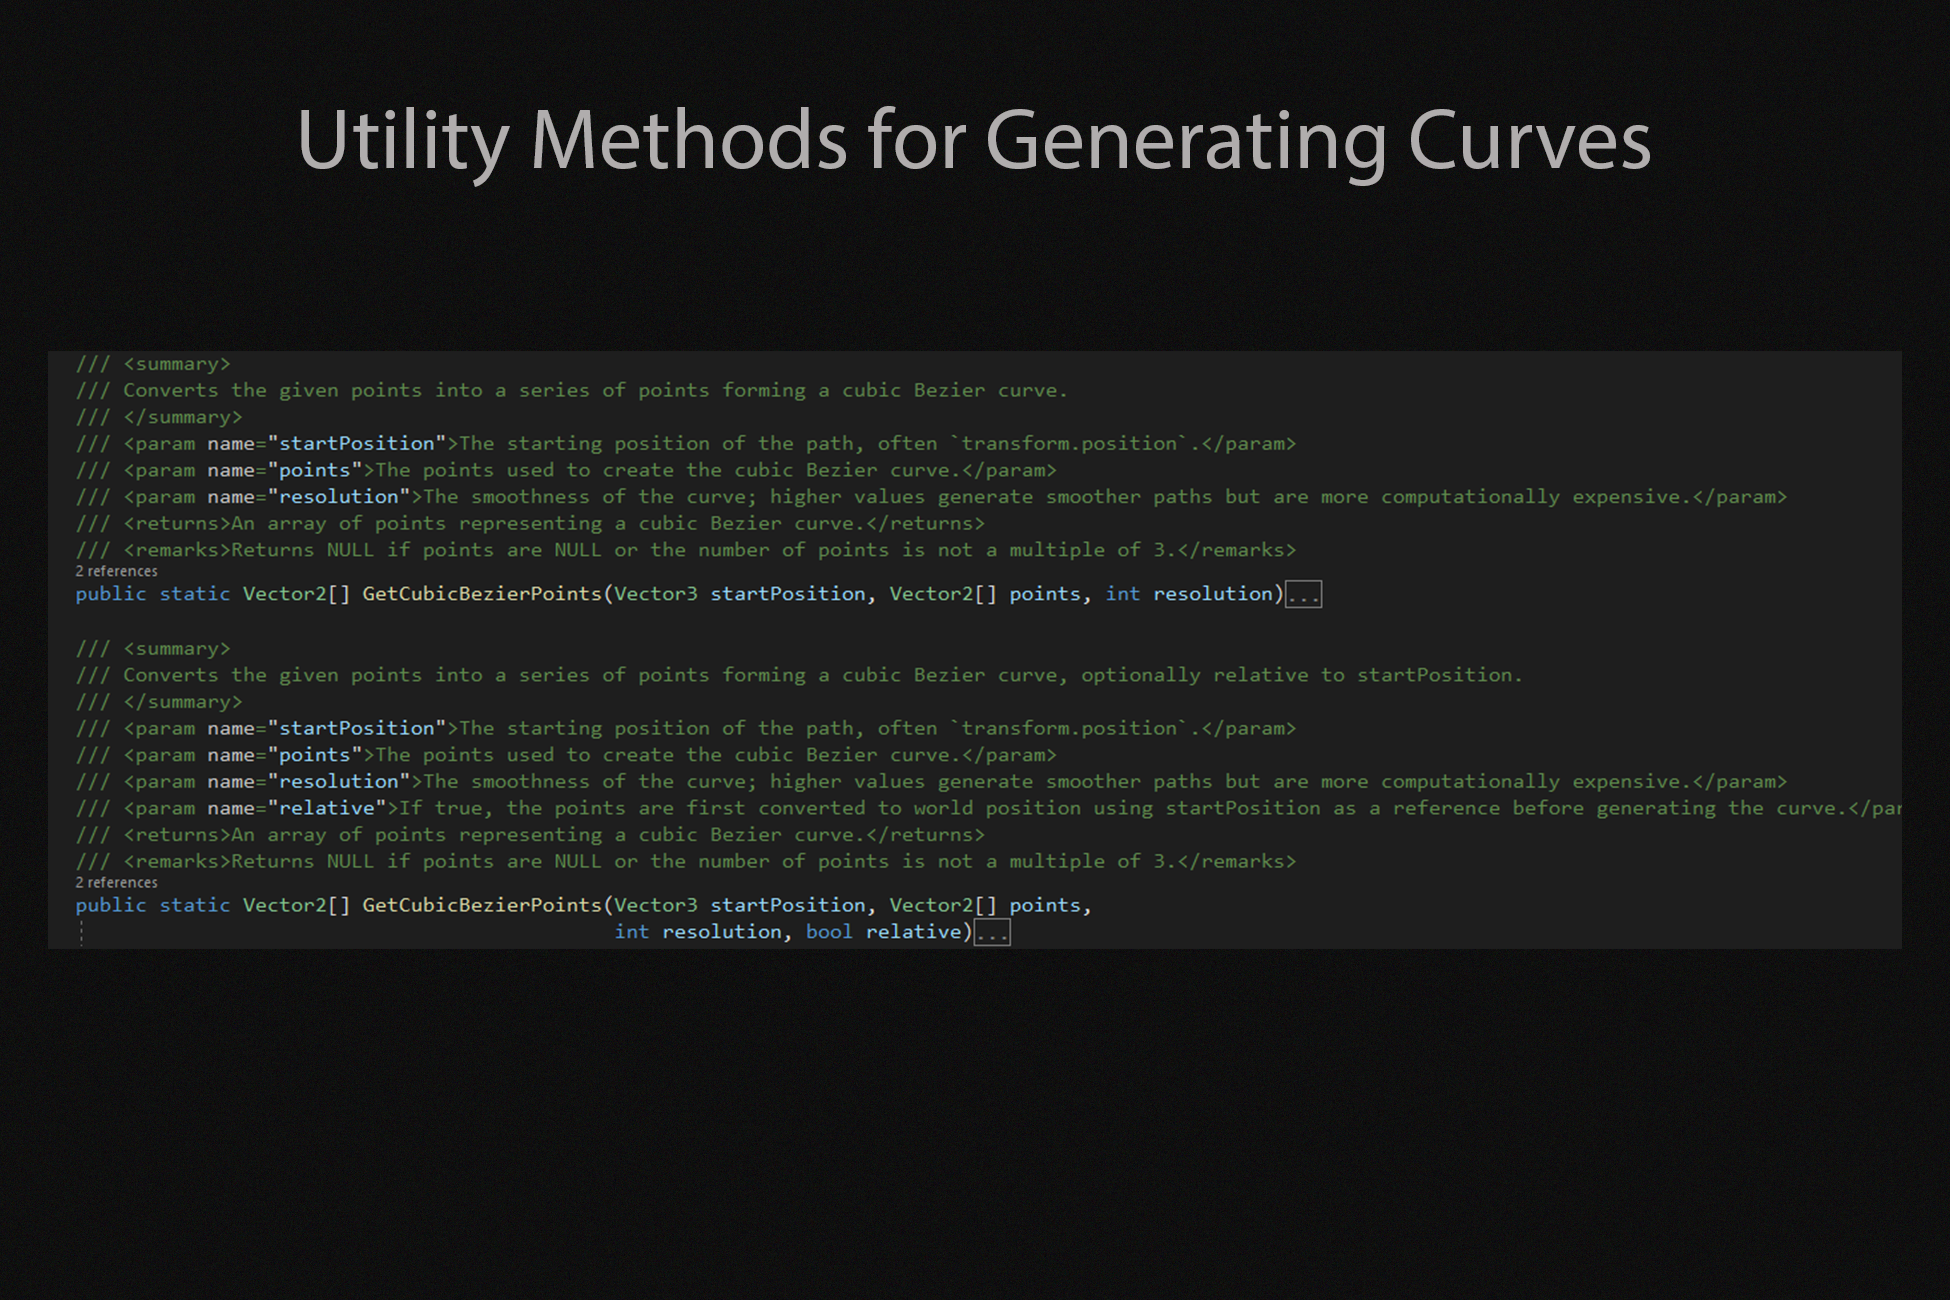 Utility Methods for Generating Curves
/// <summary>
/// Converts the given points into a series of points forming a cubic Bezier curve.
/// </summary>
/// <param name="startPosition">The starting position of the path, often `transform.position`.</param>
/// <param name="points">The points used to create the cubic Bezier curve.</param>
/// <param name="resolution">The smoothness of the curve; higher values generate smoother paths but are more computationally expensive.</param>
/// <returns>An array of points representing a cubic Bezier curve.</returns>
/// <remarks>Returns NULL if points are NULL or the number of points is not a multiple of 3.</remarks>
2 references
public static Vector2[] GetCubicBezierPoints(Vector3 startPosition, Vector2[] points, int resolution)...
/// <summary>
/// Converts the given points into a series of points forming a cubic Bezier curve, optionally relative to startPosition.
/// </summary>
/// <param name="startPosition">The starting position of the path, often `transform.position`.</param>
/// <param name="points">The points used to create the cubic Bezier curve.</param>
/// <param name="resolution">The smoothness of the curve; higher values generate smoother paths but are more computationally expensive.</param>
/// <param name="relative">If true, the points are first converted to world position using startPosition as a reference before generating the curve.</par
/// <returns>An array of points representing a cubic Bezier curve.</returns>
/// <remarks>Returns NULL if points are NULL or the number of points is not a multiple of 3.</remarks>
2 references
public static Vector2[] GetCubicBezierPoints(Vector3 startPosition, Vector2[] points,
int resolution, bool relative)...